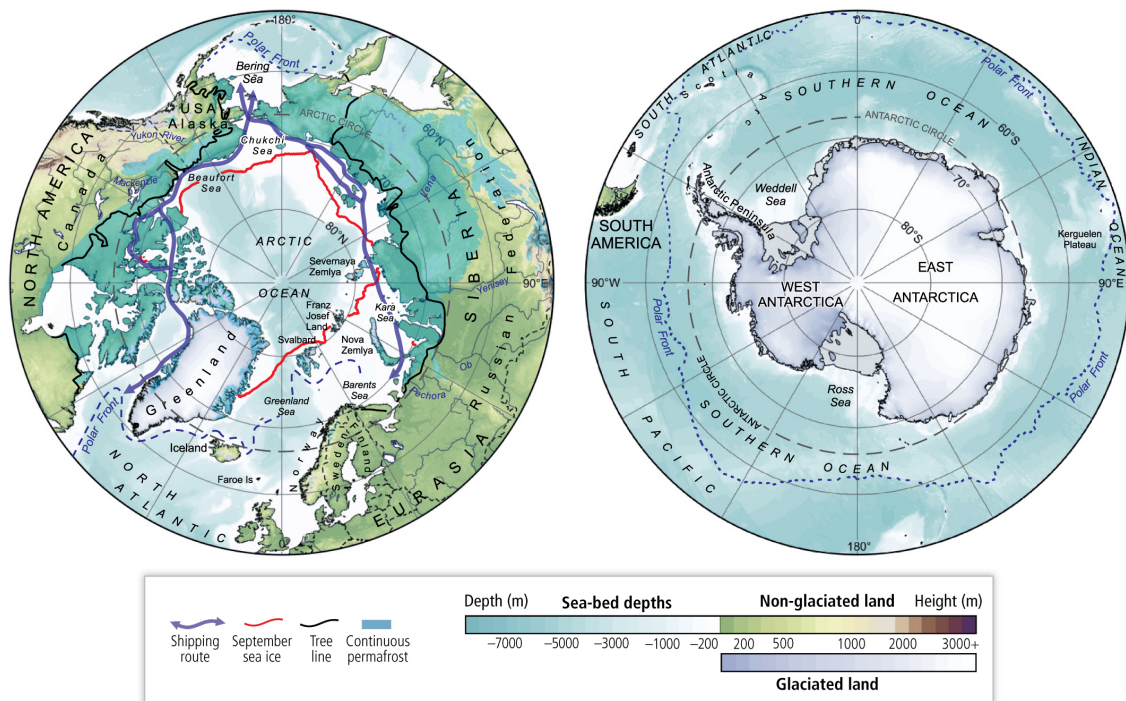 -180°
Polar Front
Bering
Sea
USA
Alaska
ARCTIC CIRCLE
60°N
Yukon River
Chukchi
Sea
NORTH AMERICA
Canada
Mackenzie
Beaufort
Sea
Lena
SIBERIA
Russian Federation
ARCTIC
OCEAN
80°N
70°
Severnaya
Zemlya
90°W
90°E
Yenisey
Franz
Josef
Land
Kara
Sea
Svalbard
Nova
Zemlya
Greenland
Ob
Barents
Sea
Pechora
Greenland
Sea
Polar Front
Iceland
Norway
Sweden
Finland
Faroe Is
NORTH
ATLANTIC
EURASIA
0°
0°
SOUTH ATLANTIC
Scotia Arc
Polar Front
SOUTHERN OCEAN
60°S
ANTARCTIC CIRCLE
INDIAN OCEAN
70°
Weddell
Sea
Antarctic Peninsula
80°S
SOUTH
AMERICA
Kerguelen
Plateau
EAST
ANTARCTICA
90°W
90°E
WEST
ANTARCTICA
Polar Front
Polar Front
ANTARCTIC CIRCLE
Ross
Sea
SOUTH PACIFIC
SOUTHERN OCEAN
180°
Shipping
route
September
sea ice
Tree
line
Continuous
permafrost
Depth (m) Sea-bed depths Non-glaciated land Height (m)
–7000 –5000 –3000 –1000 –200 200 500 1000 2000 3000+
Glaciated land